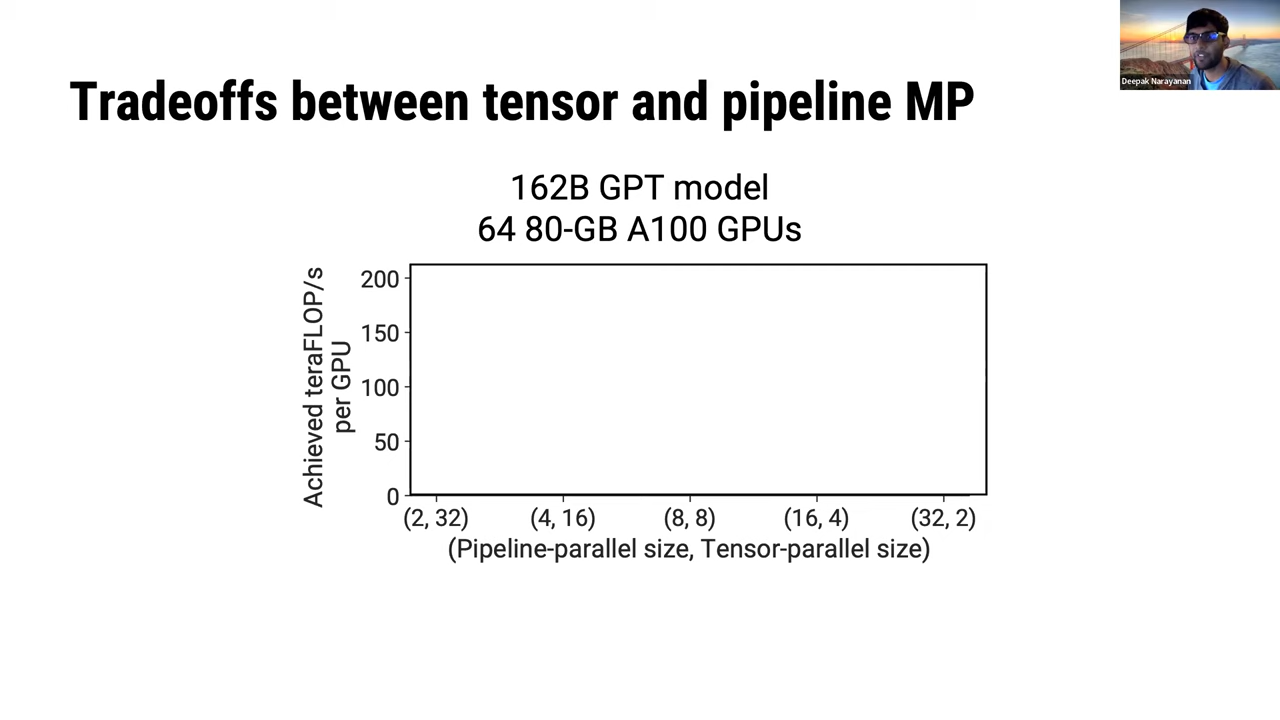 Deepak Narayanan
Tradeoffs between tensor and pipeline MP
162B GPT model
64 80-GB A100 GPUs
Achieved teraFLOP/s
per GPU
200
150
100
50
0
(2, 32) (4, 16) (8, 8) (16, 4) (32, 2)
(Pipeline-parallel size, Tensor-parallel size)